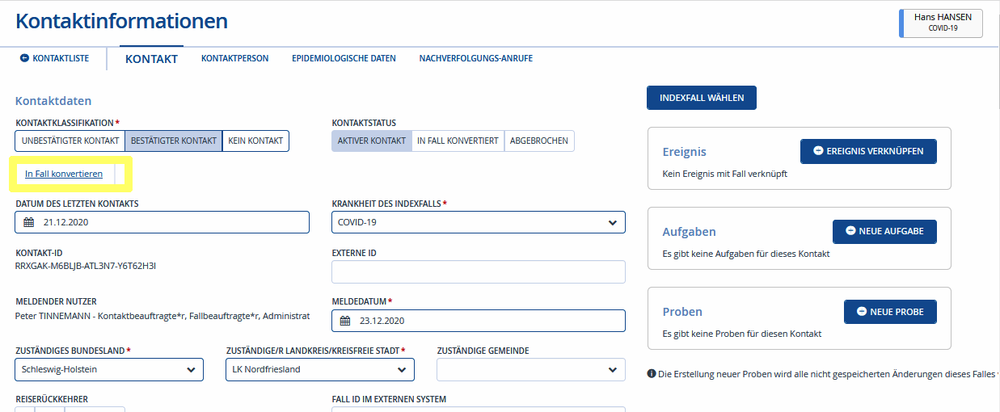 Kontaktinformationen
Hans HANSEN
COVID-19
KONTAKTLISTE
KONTAKT
KONTAKTPERSON
EPIDEMIOLOGISCHE DATEN
NACHVERFOLGUNGS-ANRUFE
Kontaktdaten
KONTAKTKLASSIFIKATION *
UNBESTÄTIGTER KONTAKT
BESTÄTIGTER KONTAKT
KEIN KONTAKT
KONTAKTSTATUS
AKTIVER KONTAKT
IN FALL KONVERTIERT
ABGEBROCHEN
In Fall konvertieren
DATUM DES LETZTEN KONTAKTS
21.12.2020
KRANKHEIT DES INDEXFALLS *
COVID-19
KONTAKT-ID
RRXGAK-M6BLJB-ATL3N7-Y6T62H3I
EXTERNE ID
MELDENDER NUTZER
Peter TINNEMANN - Kontaktbeauftragte*r, Fallbeauftragte*r, Administrat
MELDEDATUM *
23.12.2020
ZUSTÄNDIGES BUNDESLAND *
Schleswig-Holstein
ZUSTÄNDIGE/R LANDKREIS/KREISFREIE STADT *
LK Nordfriesland
ZUSTÄNDIGE GEMEINDE
REISERÜCKKEHRER
FALL ID IM EXTERNEN SYSTEM
INDEXFALL WÄHLEN
Ereignis
EREIGNIS VERKNÜPFEN
Kein Ereignis mit Fall verknüpft
Aufgaben
NEUE AUFGABE
Es gibt keine Aufgaben für dieses Kontakt
Proben
NEUE PROBE
Es gibt keine Proben für diesen Kontakt
Die Erstellung neuer Proben wird alle nicht gespeicherten Änderungen dieses Falles